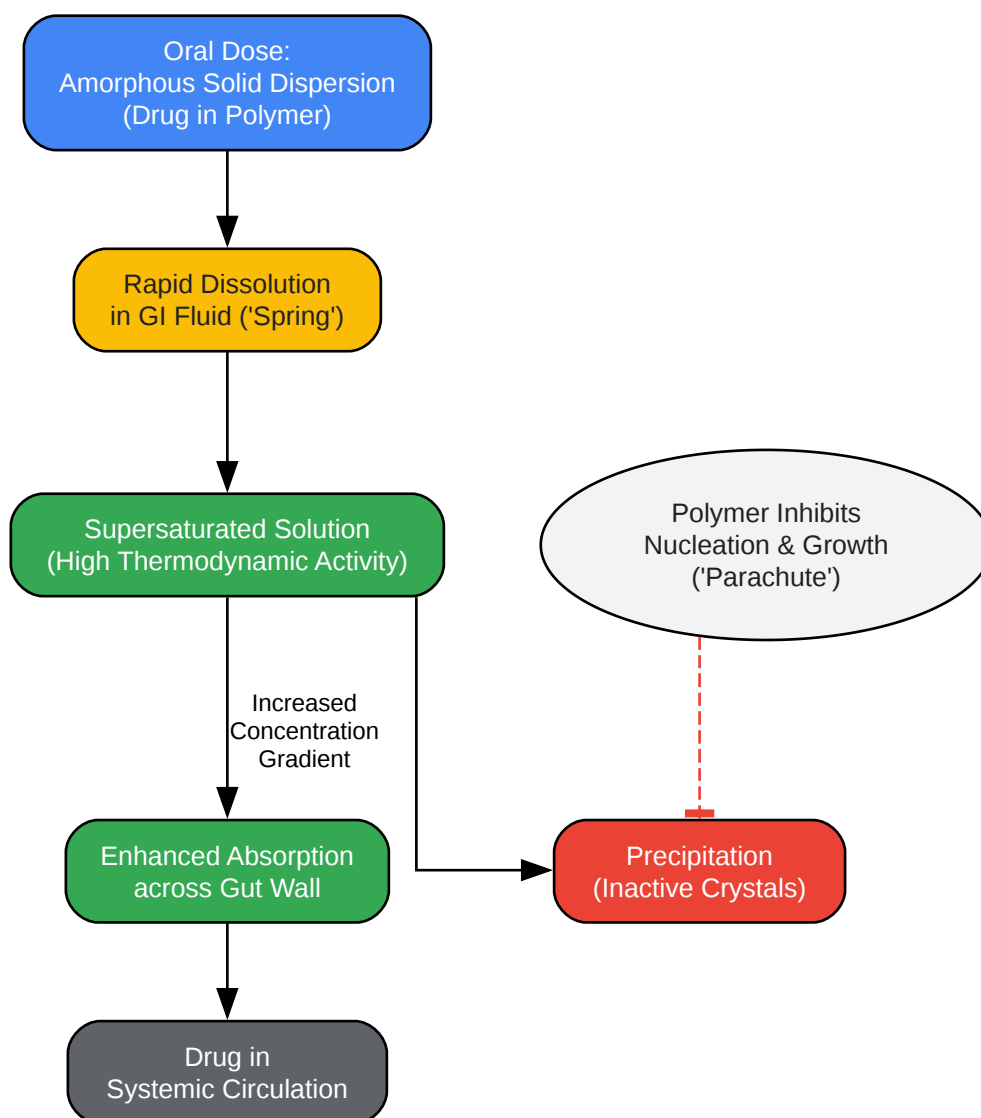 Oral Dose:
Amorphous Solid Dispersion
(Drug in Polymer)
Rapid Dissolution
in GI Fluid ('Spring')
Supersaturated Solution
(High Thermodynamic Activity)
Polymer Inhibits
Nucleation & Growth
('Parachute')
Increased
Concentration
Gradient
Enhanced Absorption
across Gut Wall
Precipitation
(Inactive Crystals)
Drug in
Systemic Circulation